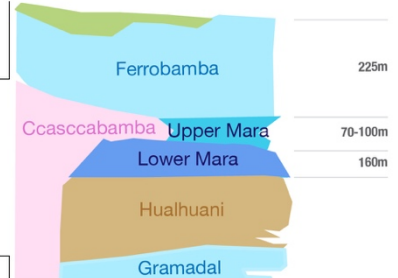 Ferrobamba
225m
Ccasccabamba
Upper Mara
70-100m
Lower Mara
160m
Hualhuani
Gramadal